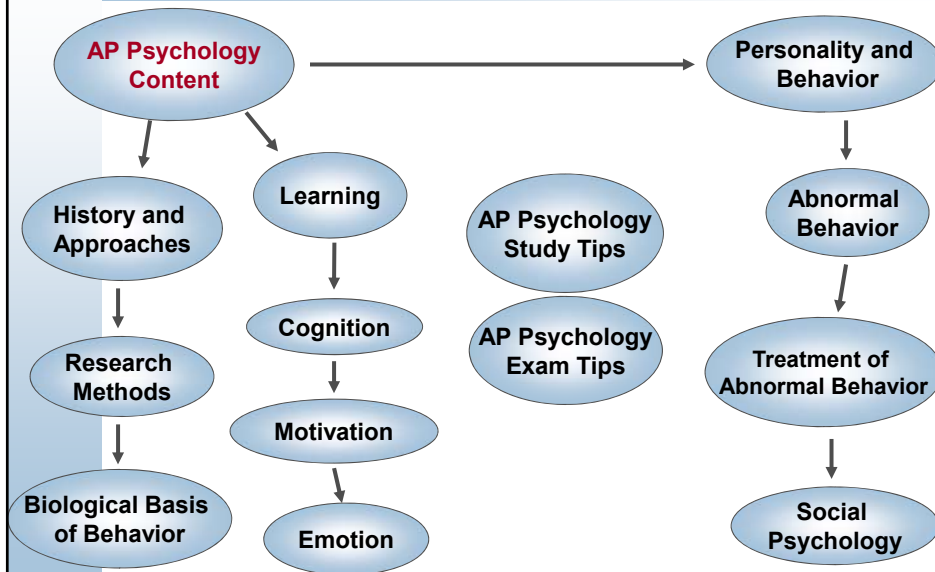 AP Psychology
Content
Personality and
Behavior
History and
Approaches
Learning
AP Psychology
Study Tips
Abnormal
Behavior
Cognition
AP Psychology
Exam Tips
Research
Methods
Treatment of
Abnormal Behavior
Motivation
Biological Basis
of Behavior
Emotion
Social
Psychology